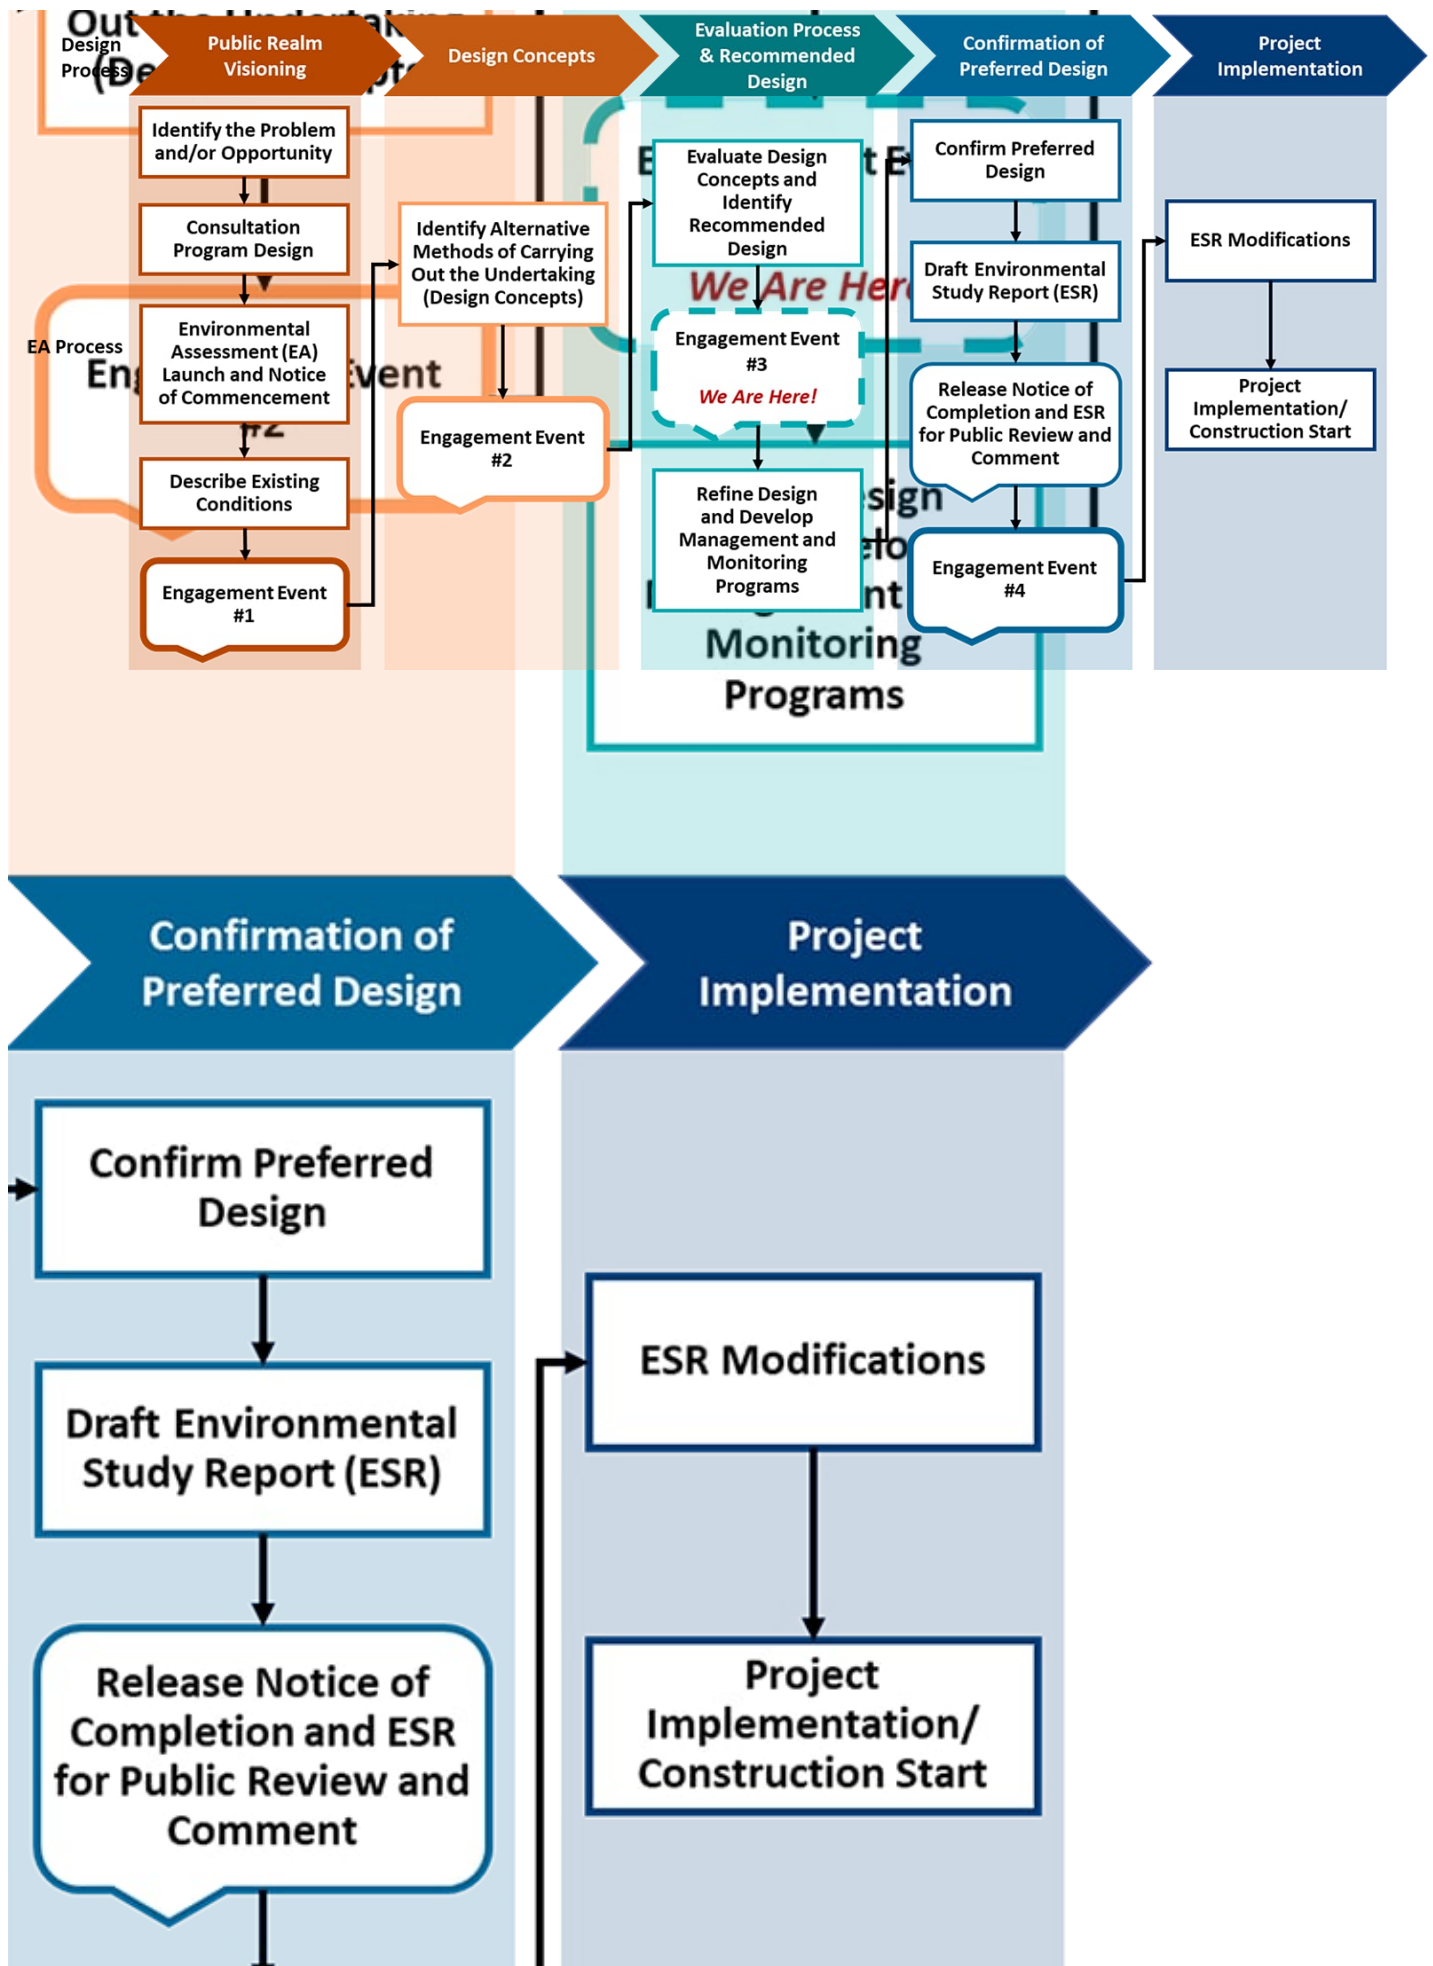 Out the Undertaking
Design
Process
Public Realm
Visioning
Design Concepts
Evaluation Process
& Recommended
Design
Confirmation of
Preferred Design
Project
Implementation
EA Process
Identify the Problem
and/or Opportunity
Consultation
Program Design
Environmental
Assessment (EA)
Launch and Notice
of Commencement
Describe Existing
Conditions
Engagement Event
#1
Identify Alternative
Methods of Carrying
Out the Undertaking
(Design Concepts)
Engagement Event
#2
Evaluate Design
Concepts and
Identify
Recommended
Design
Engagement Event
#3
We Are Here!
Refine Design
and Develop
Management and
Monitoring
Programs
Confirm Preferred
Design
Draft Environmental
Study Report (ESR)
Release Notice of
Completion and ESR
for Public Review and
Comment
Engagement Event
#4
ESR Modifications
Project
Implementation/
Construction Start
Event
#2
We Are Here
Monitoring
Programs
Confirmation of
Preferred Design
Project
Implementation
Confirm Preferred
Design
Draft Environmental
Study Report (ESR)
Release Notice of
Completion and ESR
for Public Review and
Comment
ESR Modifications
Project
Implementation/
Construction Start